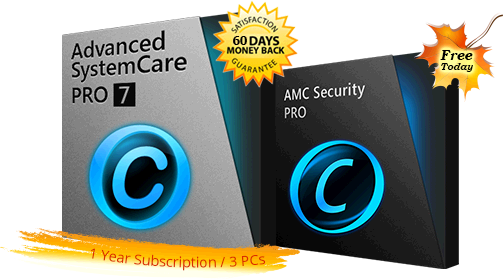 Advanced
SystemCare
PRO 7
SATISFACTION
60 DAYS
MONEY BACK
GUARANTEE
AMC Security
PRO
Free
Today
1 Year Subscription / 3 PCs